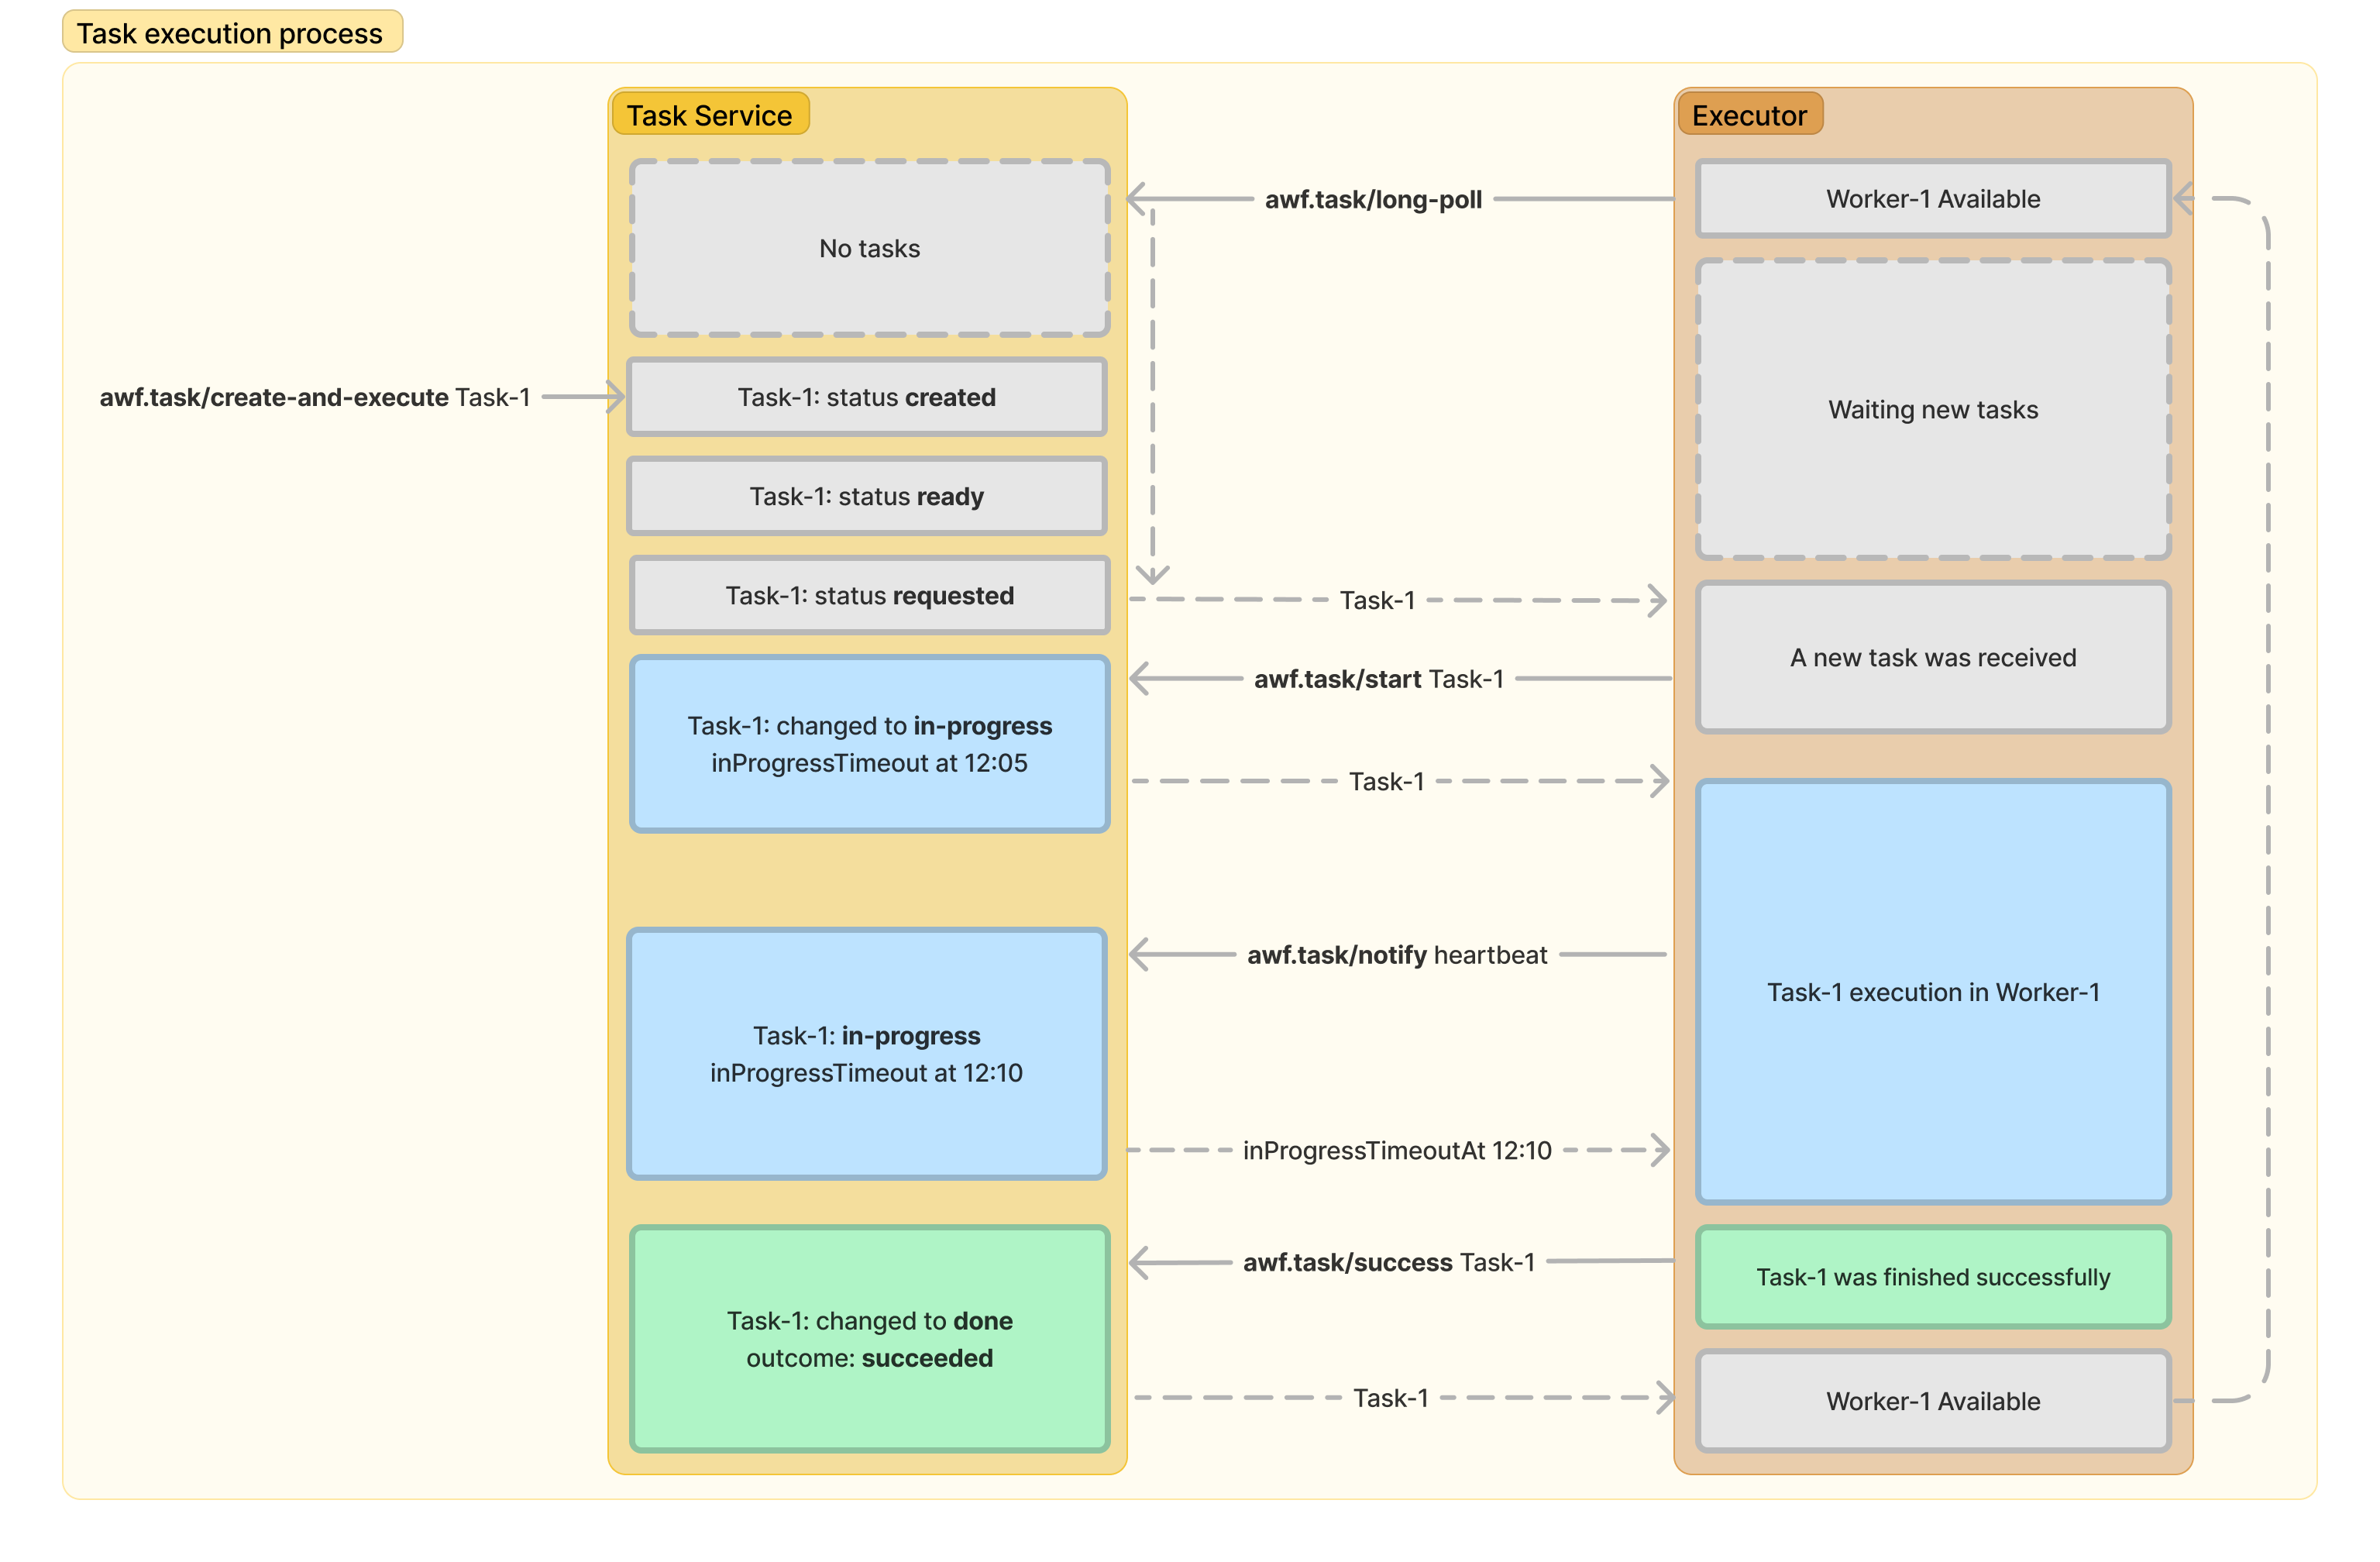 Task execution process
Task Service
Executor
No tasks
awf.task/long-poll
Worker-1 Available
awf.task/create-and-execute Task-1
Task-1: status created
Waiting new tasks
Task-1: status ready
Task-1: status requested
Task-1
A new task was received
awf.task/start Task-1
Task-1: changed to in-progress
inProgressTimeout at 12:05
Task-1
awf.task/notify heartbeat
Task-1 execution in Worker-1
Task-1: in-progress
inProgressTimeout at 12:10
inProgressTimeoutAt 12:10
awf.task/success Task-1
Task-1 was finished successfully
Task-1: changed to done
outcome: succeeded
Task-1
Worker-1 Available